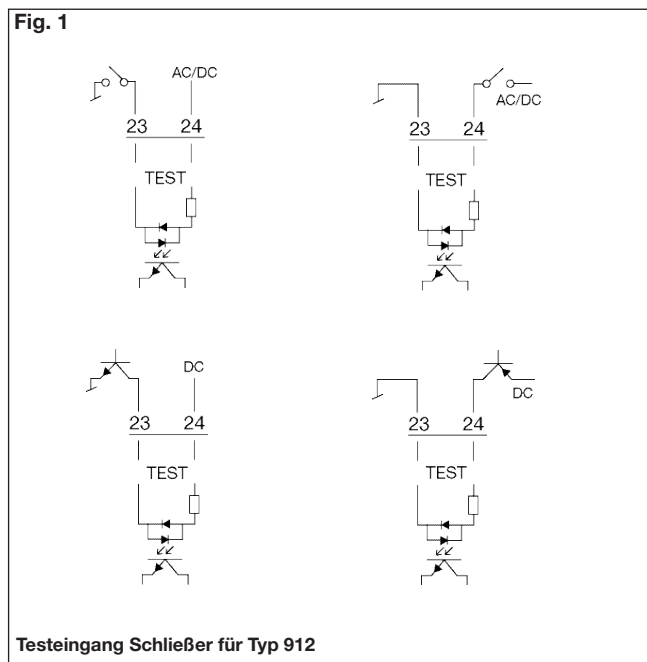 Fig. 1
AC/DC
23 24
TEST
AC/DC
23 24
TEST
DC
23 24
TEST
DC
23 24
TEST
Testeingang Schließer für Typ 912